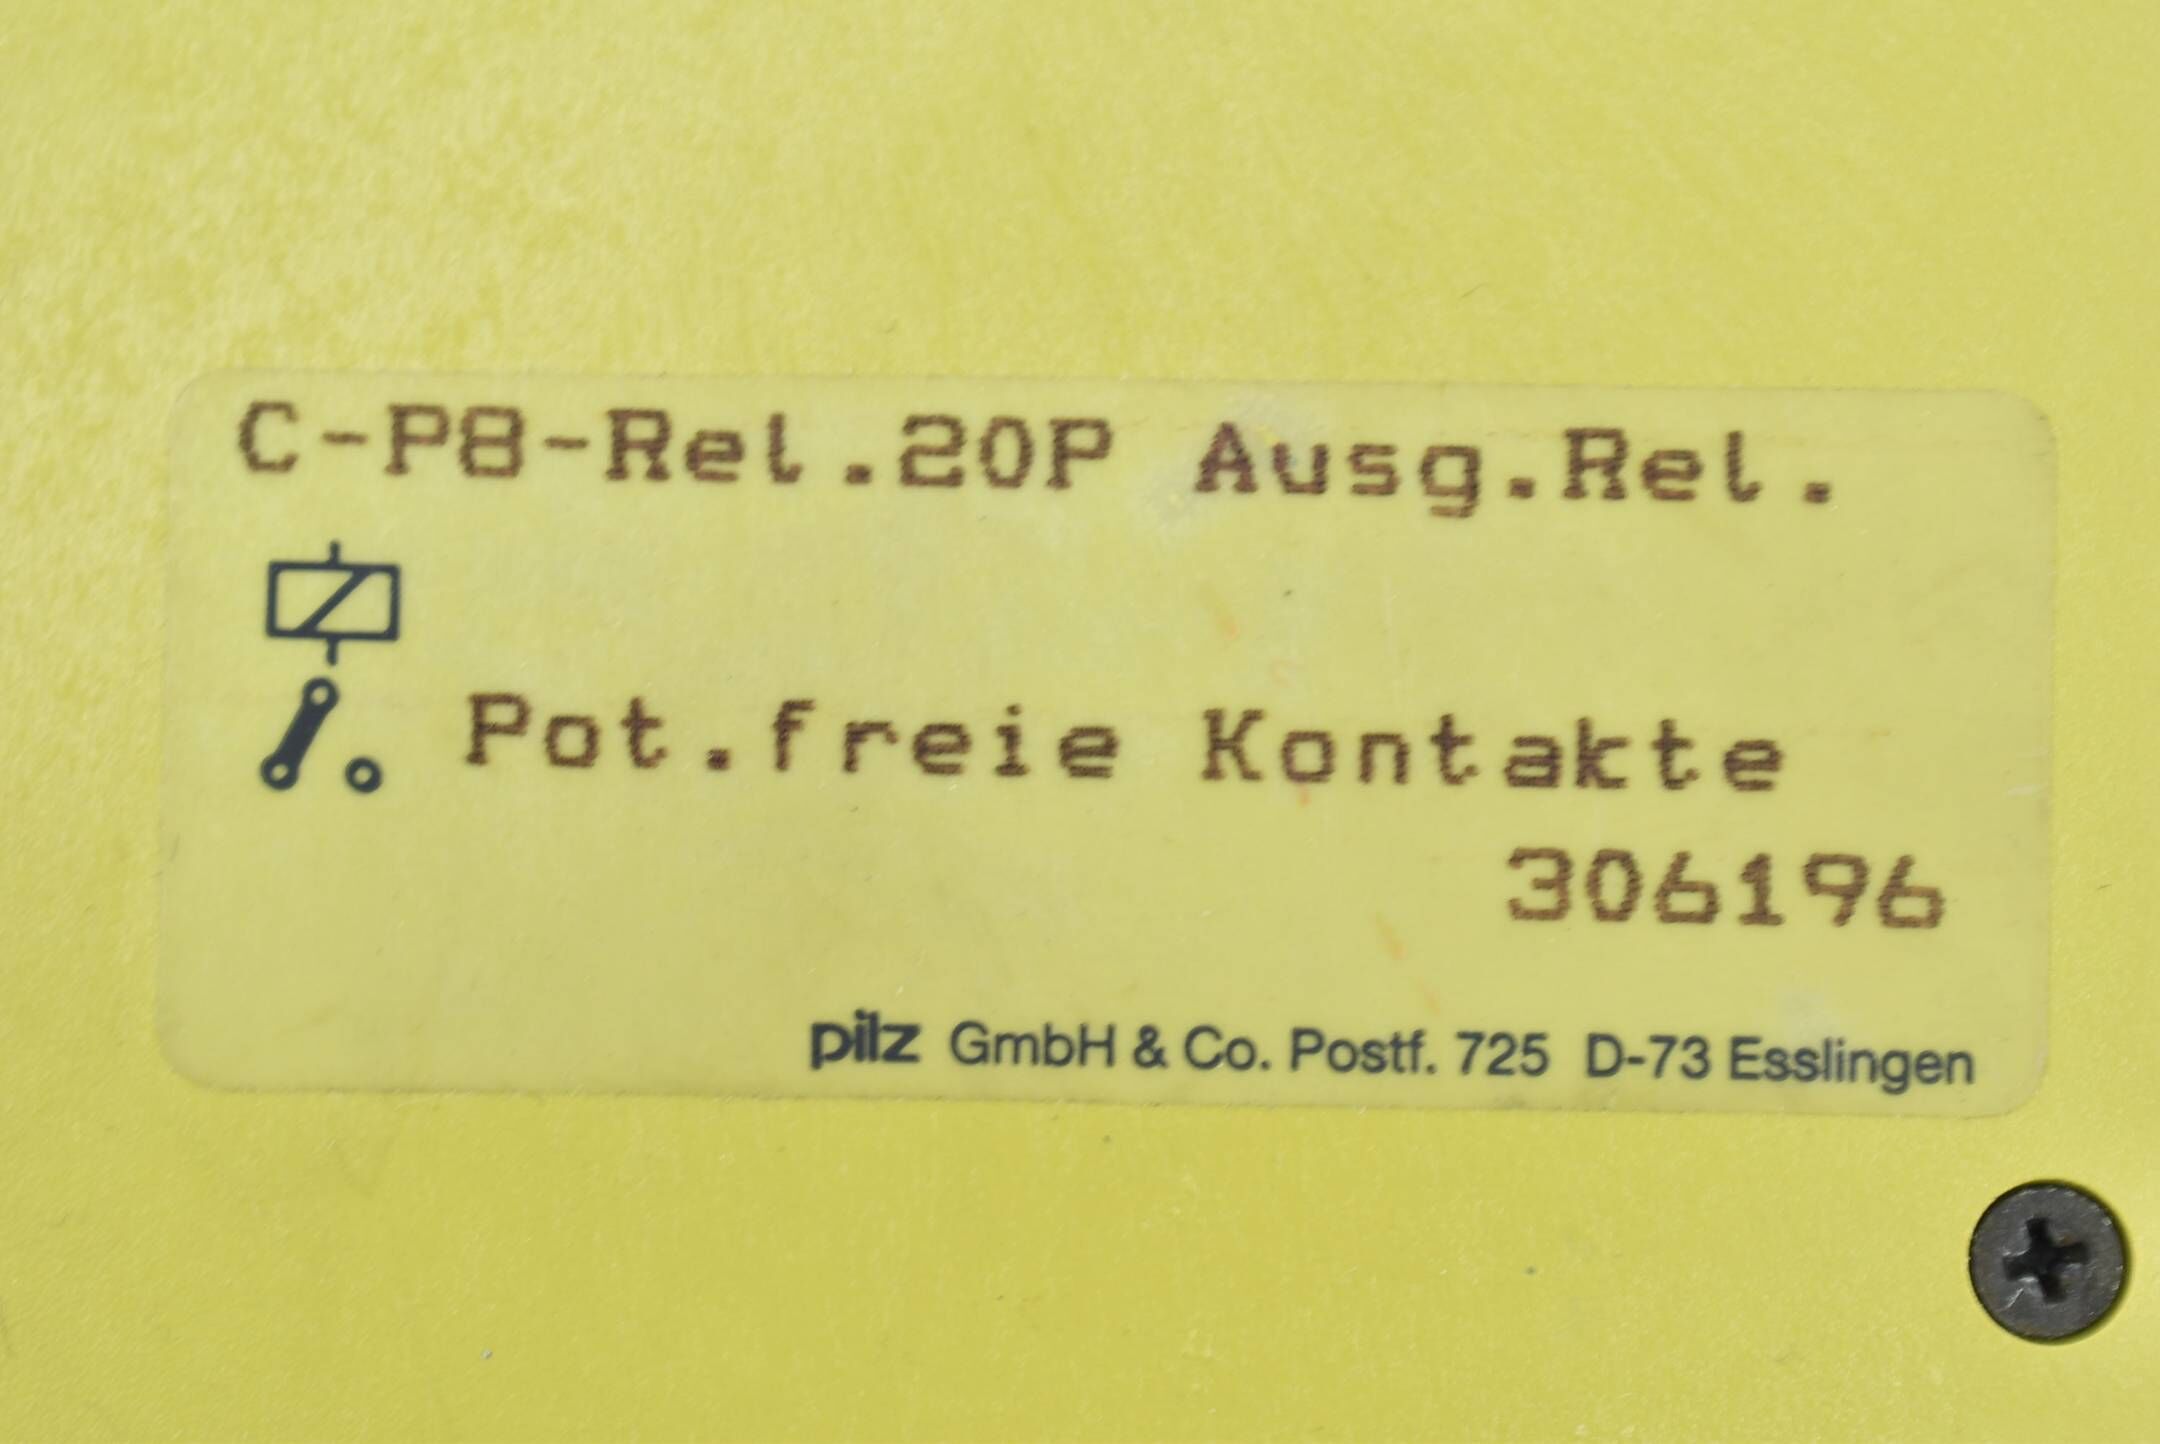 C-P8-Rel.20P Ausg.Rel.
Pot.freie Kontakte
306196
pilz GmbH & Co. Postf. 725 D-73 Esslingen